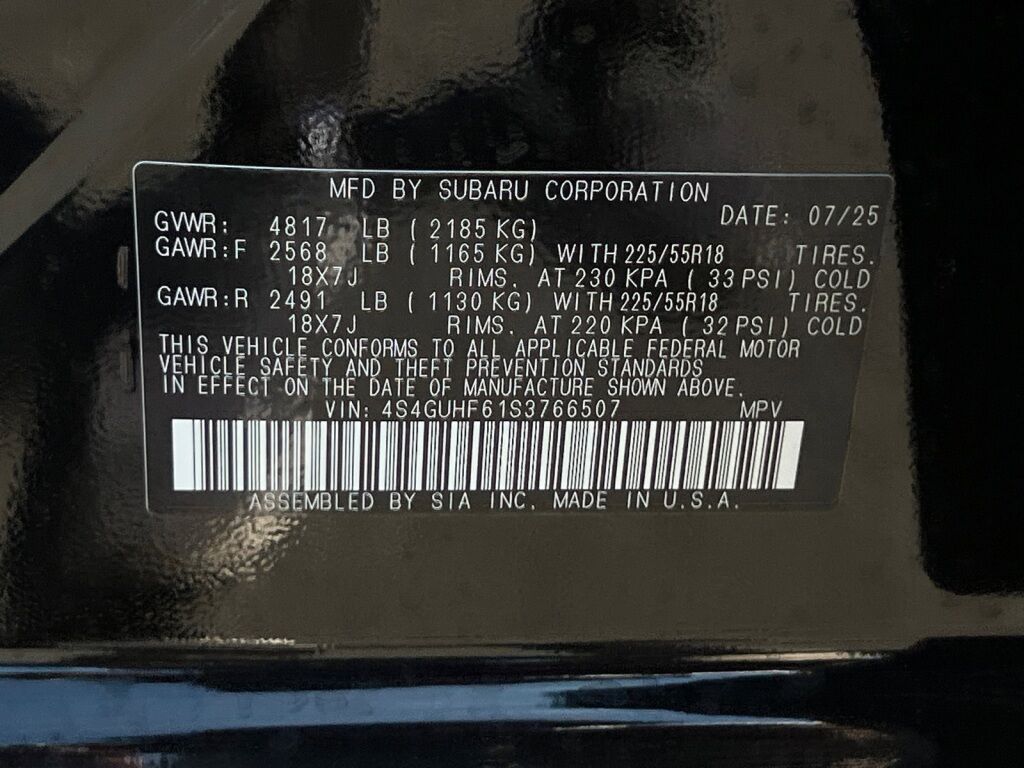 MFD BY SUBARU CORPORATION
DATE: 07/25
GVWR: 4817 LB ( 2185 KG)
GAWR:F 2568 LB ( 1165 KG) WITH 225/55R18 TIRES.
18X7J RIMS. AT 230 KPA ( 33 PSI) COLD
GAWR:R 2491 LB ( 1130 KG) WITH 225/55R18 TIRES.
18X7J RIMS. AT 220 KPA ( 32 PSI) COLD
THIS VEHICLE CONFORMS TO ALL APPLICABLE FEDERAL MOTOR
VEHICLE SAFETY AND THEFT PREVENTION STANDARDS
IN EFFECT ON THE DATE OF MANUFACTURE SHOWN ABOVE.
VIN: 4S4GUHF61S3766507 MPV
ASSEMBLED BY SIA INC. MADE IN U.S.A.